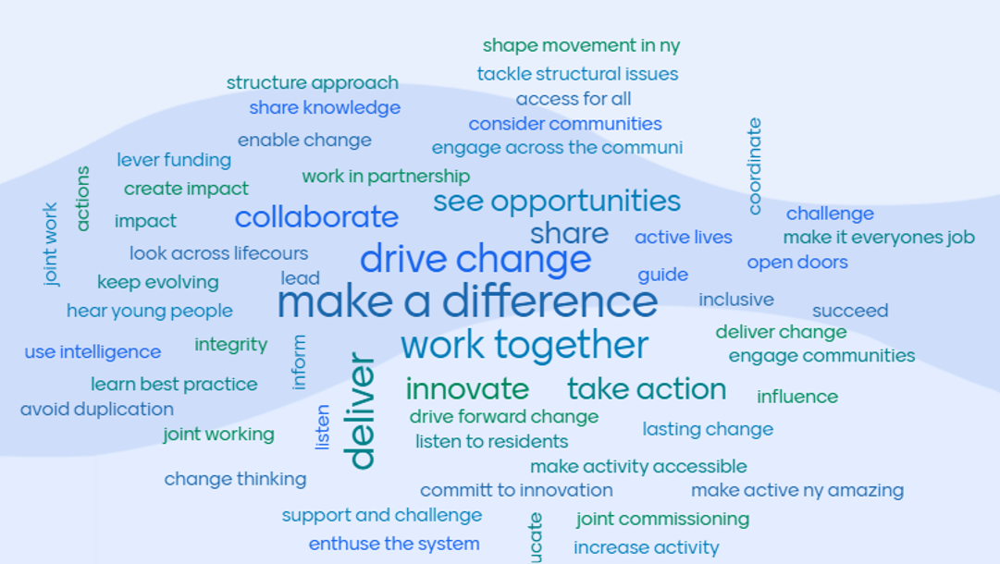 shape movement in ny
tackle structural issues
structure approach
access for all
share knowledge
consider communities
enable change
engage across the communi
coordinate
lever funding
work in partnership
actions
create impact
see opportunities
collaborate
challenge
impact
joint work
share
active lives
make it everyones job
look across lifecours
drive change
open doors
guide
lead
keep evolving
make a difference
inclusive
hear young people
succeed
deliver change
work together
integrity
use intelligence
engage communities
inform
learn best practice
innovate
take action
influence
avoid duplication
deliver
drive forward change
listen
joint working
lasting change
listen to residents
make activity accessible
change thinking
committ to innovation
make active ny amazing
support and challenge
joint commissioning
ucate
enthuse the system
increase activity